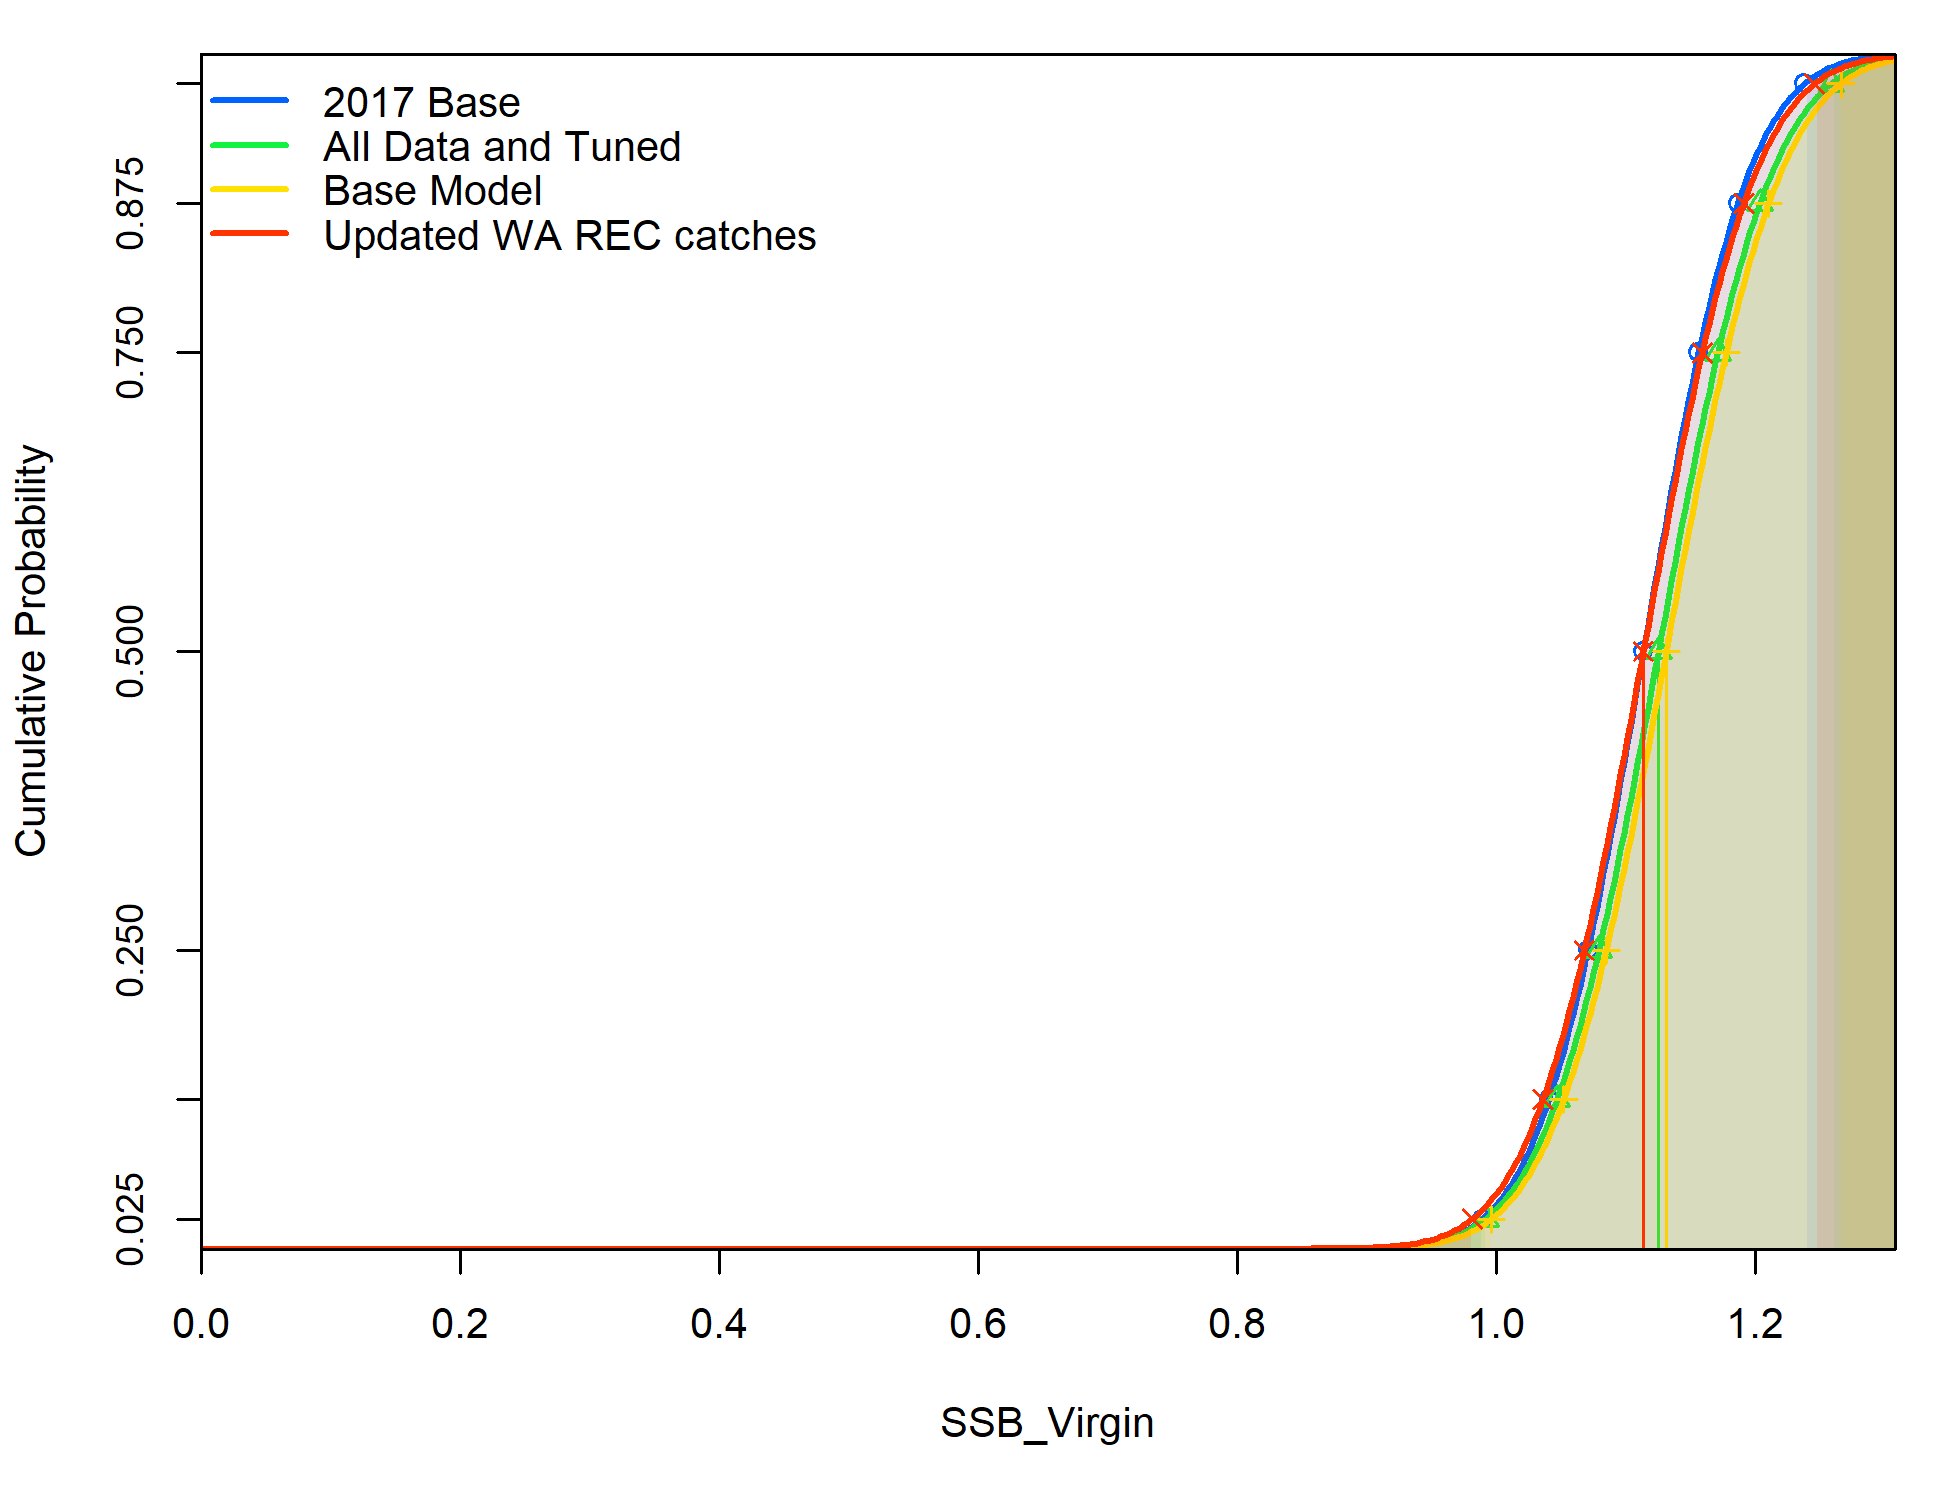 2017 Base
All Data and Tuned
Base Model
Updated WA REC catches
Cumulative Probability
0.875
0.750
0.500
0.250
0.025
0.0 0.2 0.4 0.6 0.8 1.0 1.2
SSB_Virgin